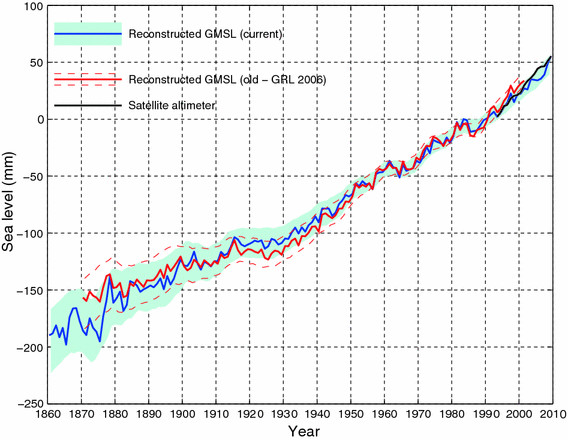 100
50
0
−50
−100
−150
−200
−250
Sea level (mm)
Reconstructed GMSL (current)
Reconstructed GMSL (old − GRL 2006)
Satellite altimeter
1860 1870 1880 1890 1900 1910 1920 1930 1940 1950 1960 1970 1980 1990 2000 2010
Year